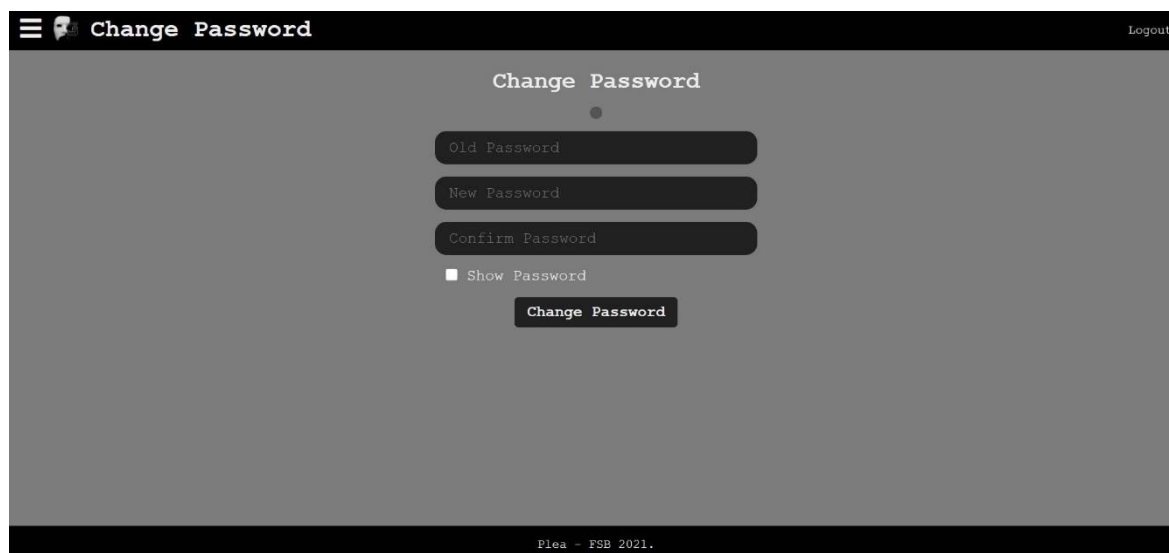 Change Password
Logout
Change Password
Old Password
New Password
Confirm Password
Show Password
Change Password
Plea - FSB 2021.